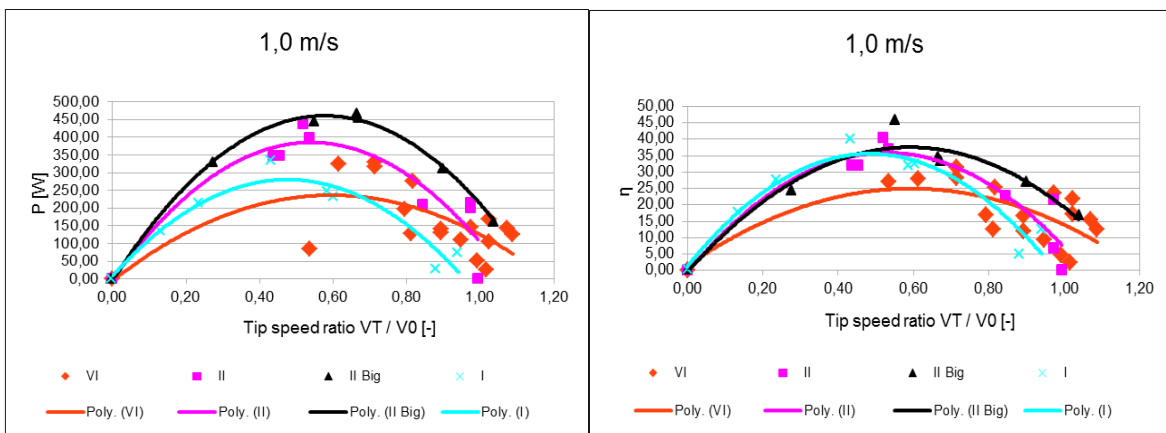 1,0 m/s
P [W]
500,00
450,00
400,00
350,00
300,00
250,00
200,00
150,00
100,00
50,00
0,00
0,00 0,20 0,40 0,60 0,80 1,00 1,20
Tip speed ratio VT / V0 [-]
VI II II Big I
Poly. (VI) Poly. (II) Poly. (II Big) Poly. (I)
1,0 m/s
η
50,00
45,00
40,00
35,00
30,00
25,00
20,00
15,00
10,00
5,00
0,00
0,00 0,20 0,40 0,60 0,80 1,00 1,20
Tip speed ratio VT / V0 [-]
VI II II Big I
Poly. (VI) Poly. (II) Poly. (II Big) Poly. (I)